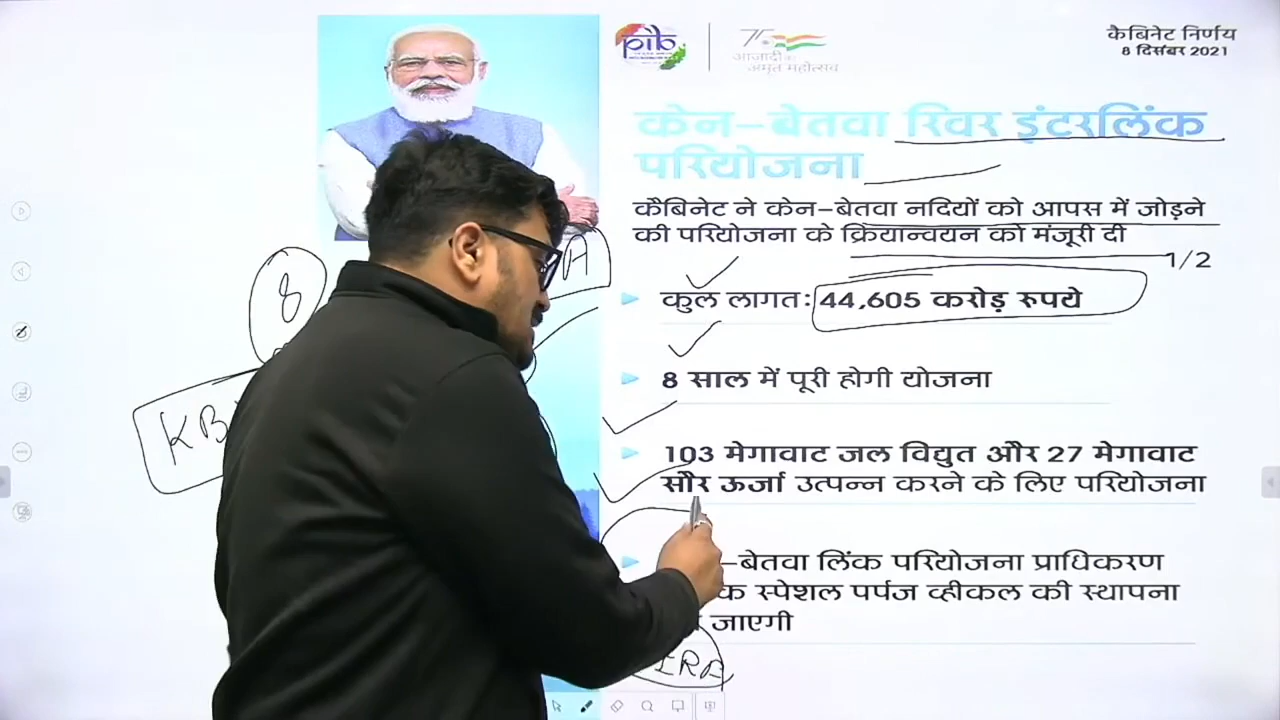 pib
75
आज़ादी का
अमृत महोत्सव
कैबिनेट निर्णय
8 दिसंबर 2021
केन-बेतवा रिवर इंटरलिंक
परियोजना
कैबिनेट ने केन-बेतवा नदियों को आपस में जोड़ने
की परियोजना के क्रियान्वयन को मंजूरी दी
1/2
कुल लागत: 44,605 करोड़ रुपये
8 साल में पूरी होगी योजना
103 मेगावाट जल विद्युत और 27 मेगावाट
सौर ऊर्जा उत्पन्न करने के लिए परियोजना
-बेतवा लिंक परियोजना प्राधिकरण
स्पेशल पर्पज व्हीकल की स्थापना
जाएगी
8
A
KB